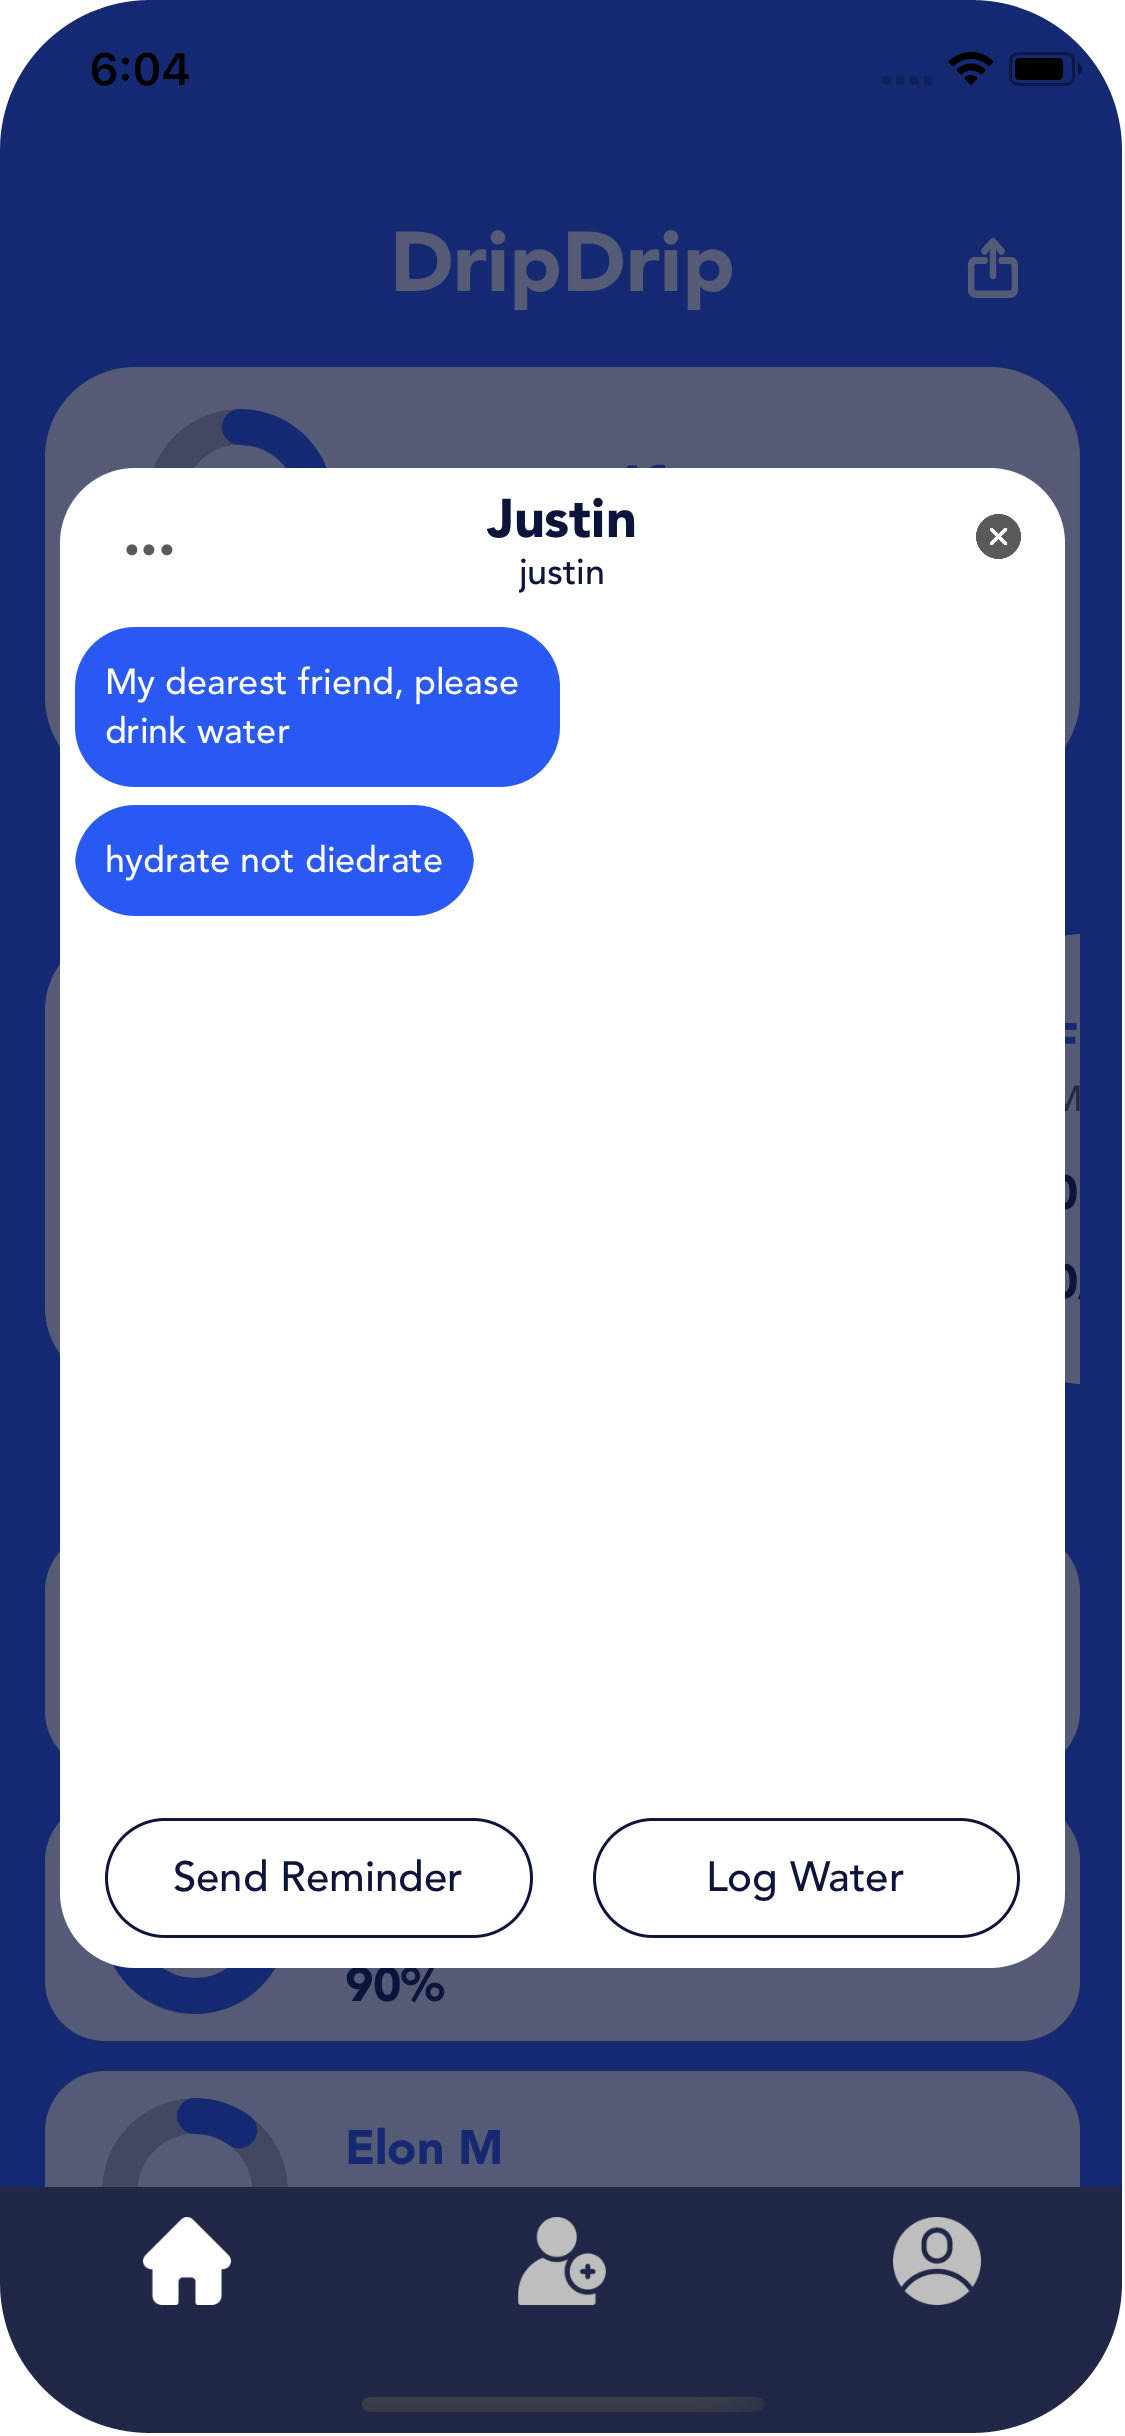 6:04
DripDrip
Justin
justin
My dearest friend, please
drink water
hydrate not diedrate
Send Reminder
Log Water
90%
Elon M